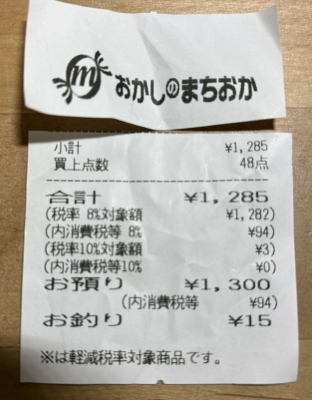 m おかしのまちおか
小計 ¥1,285
買上点数 48点
合計 ¥1,285
(税率 8%対象額 ¥1,282)
(内消費税等 8% ¥94)
(税率10%対象額 ¥3)
(内消費税等10% ¥0)
お預り ¥1,300
(内消費税等 ¥94)
お釣り ¥15
※は軽減税率対象商品です。